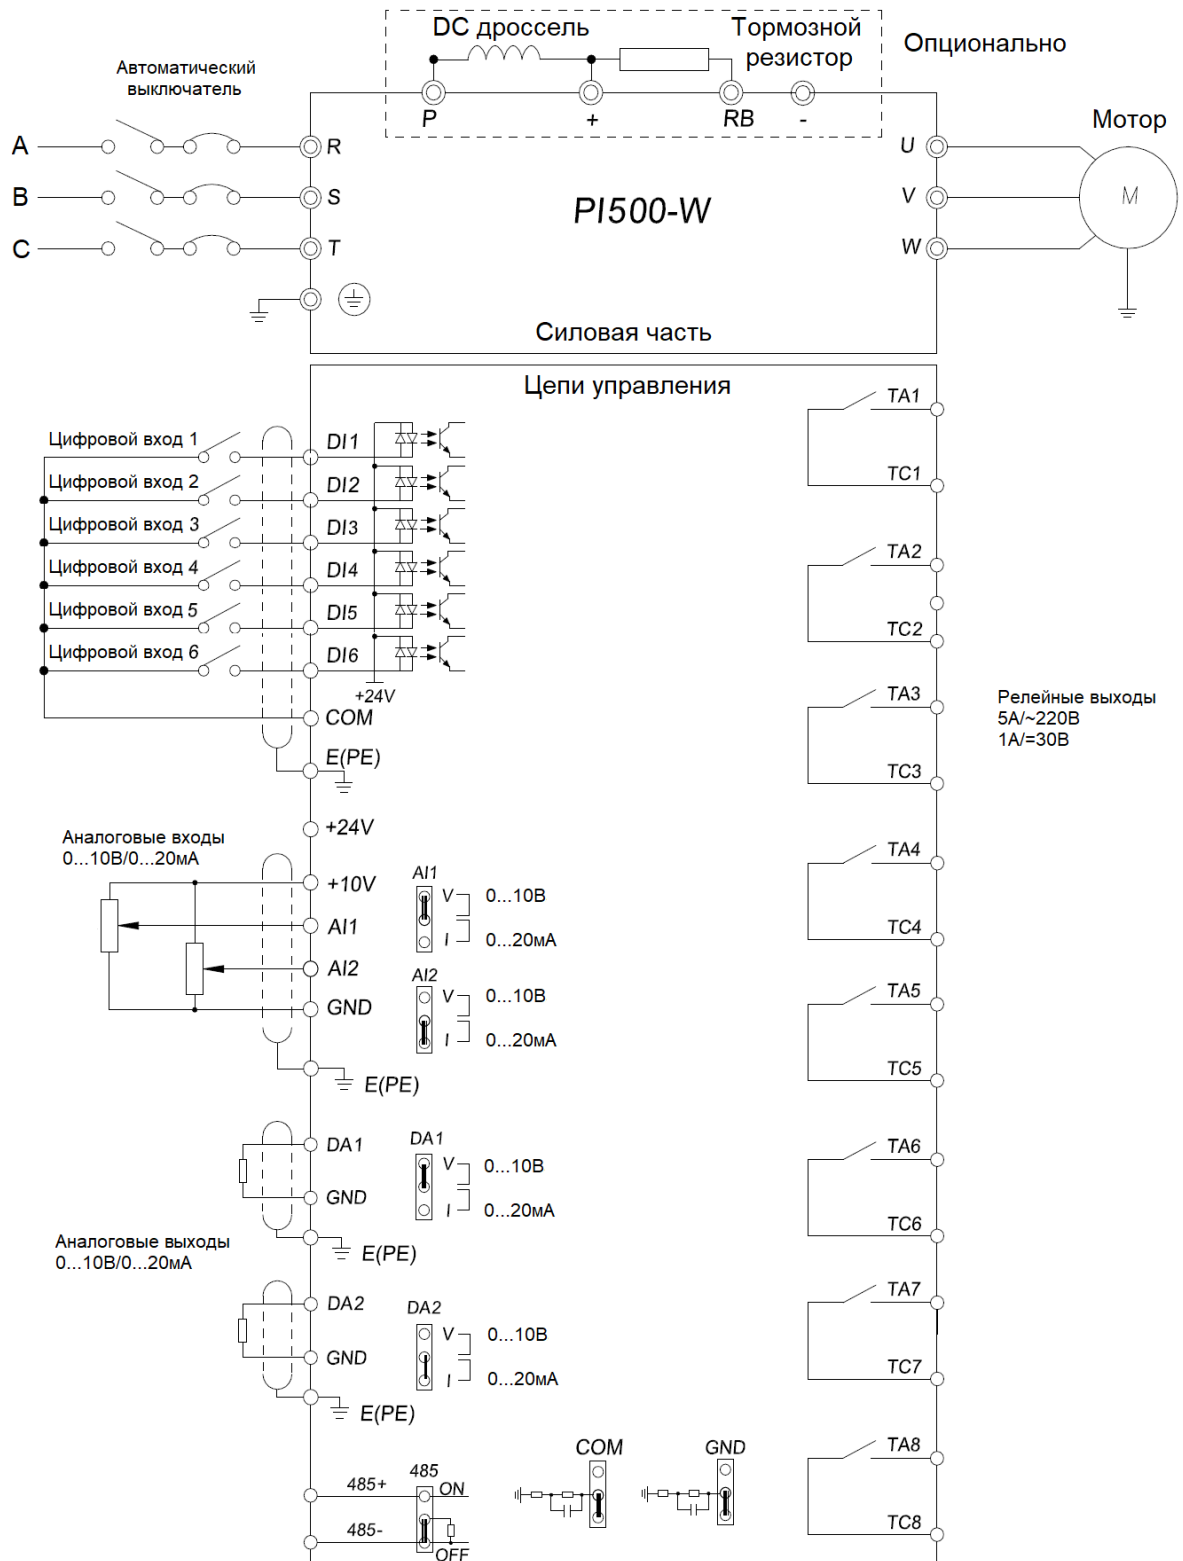 DC дроссель
Тормозной
резистор
Опционально
Автоматический
выключатель
P
+
RB
-
Мотор
A
R
U
B
S
PI500-W
V
M
C
T
W
Силовая часть
Цепи управления
TA1
Цифровой вход 1
DI1
TC1
Цифровой вход 2
DI2
Цифровой вход 3
DI3
TA2
Цифровой вход 4
DI4
Цифровой вход 5
DI5
TC2
Цифровой вход 6
DI6
+24V
COM
TA3
Релейные выходы
5А/~220В
1А/=30В
E(PE)
TC3
+24V
Аналоговые входы
0...10В/0...20мА
TA4
+10V
AI1
V
0...10В
AI1
I
0...20мА
TC4
AI2
AI2
V
0...10В
TA5
GND
I
0...20мА
E(PE)
TC5
DA1
DA1
V
0...10В
TA6
GND
I
0...20мА
TC6
Аналоговые выходы
0...10В/0...20мА
E(PE)
DA2
DA2
V
0...10В
TA7
GND
I
0...20мА
TC7
E(PE)
COM
GND
TA8
485+
485
ON
485-
OFF
TC8